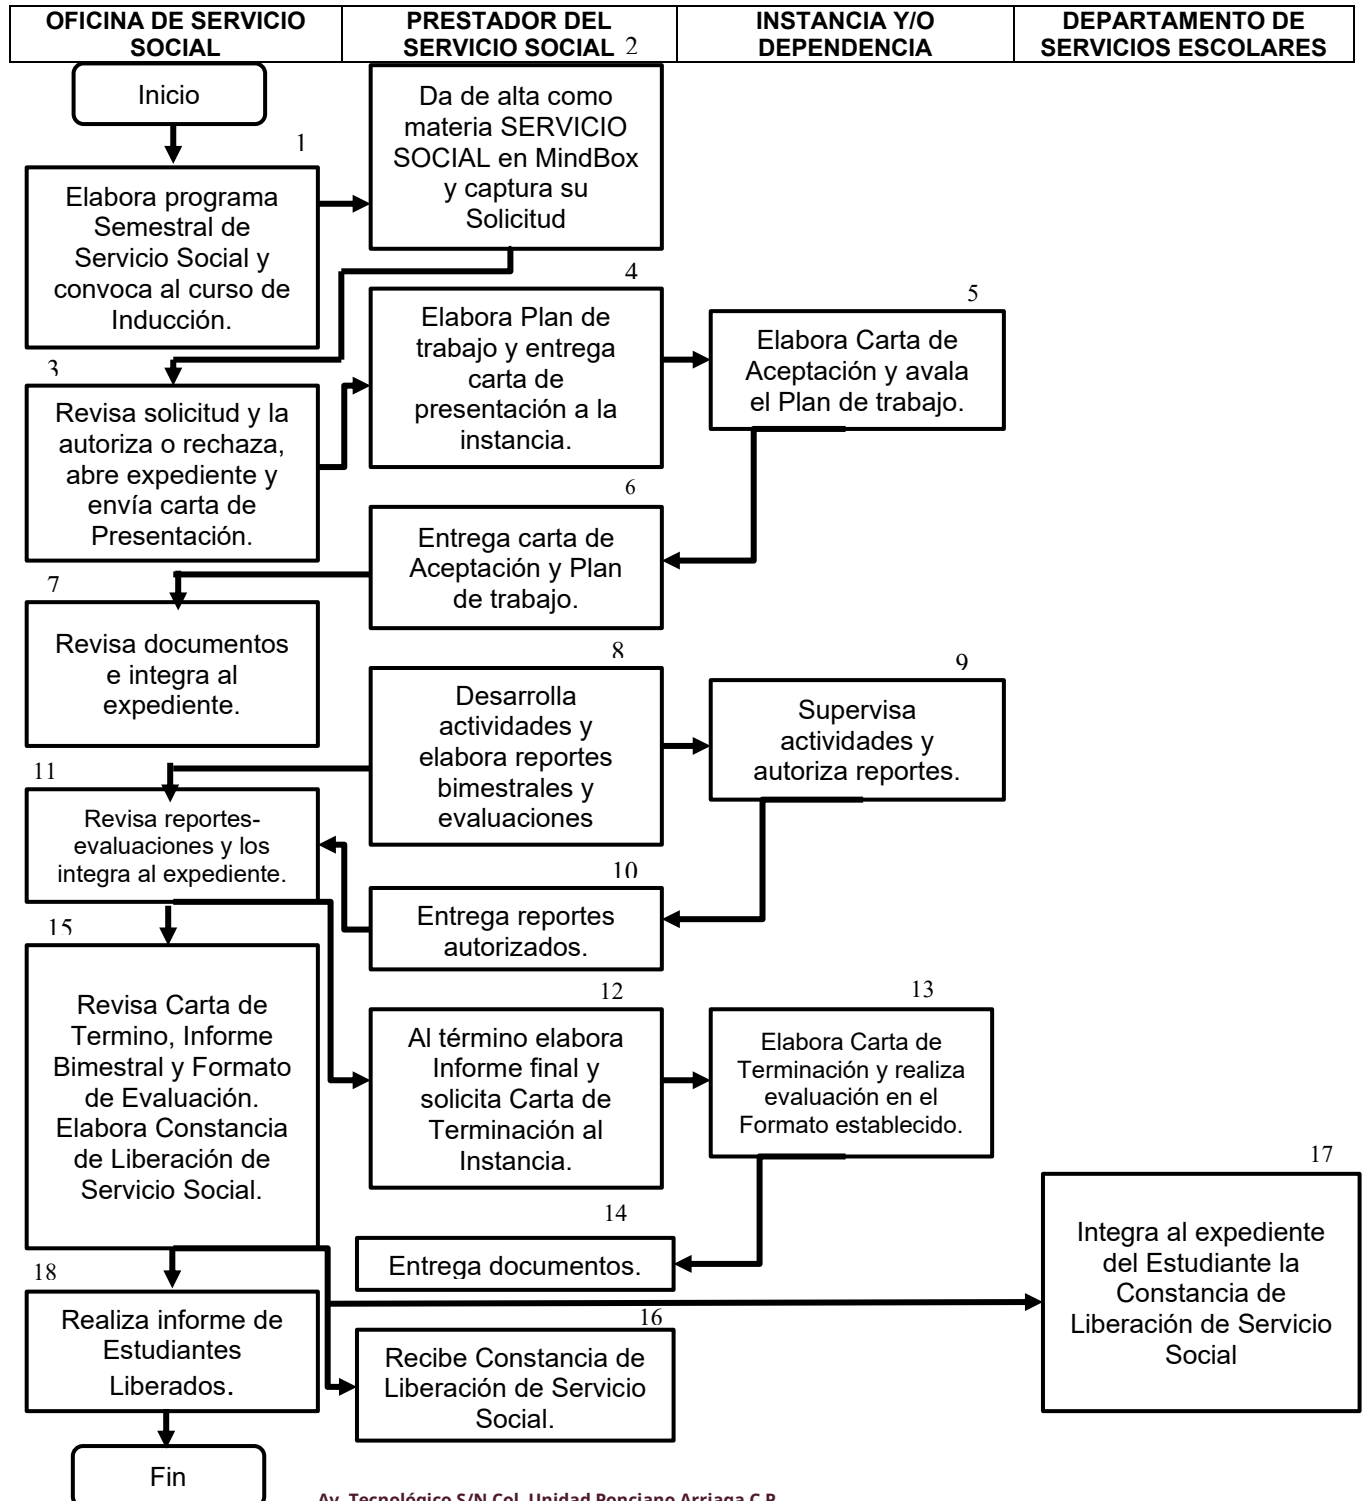 OFICINA DE SERVICIO
SOCIAL
PRESTADOR DEL
SERVICIO SOCIAL
INSTANCIA Y/O
DEPENDENCIA
DEPARTAMENTO DE
SERVICIOS ESCOLARES
Inicio
1
Elabora programa
Semestral de
Servicio Social y
convoca al curso de
Inducción.
2
Da de alta como
materia SERVICIO
SOCIAL en MindBox
y captura su
Solicitud
3
Revisa solicitud y la
autoriza o rechaza,
abre expediente y
envía carta de
Presentación.
4
Elabora Plan de
trabajo y entrega
carta de
presentación a la
instancia.
5
Elabora Carta de
Aceptación y avala
el Plan de trabajo.
6
Entrega carta de
Aceptación y Plan
de trabajo.
7
Revisa documentos
e integra al
expediente.
8
Desarrolla
actividades y
elabora reportes
bimestrales y
evaluaciones
9
Supervisa
actividades y
autoriza reportes.
10
Entrega reportes
autorizados.
11
Revisa reportes-
evaluaciones y los
integra al expediente.
12
Al término elabora
Informe final y
solicita Carta de
Terminación al
Instancia.
13
Elabora Carta de
Terminación y realiza
evaluación en el
Formato establecido.
14
Entrega documentos.
15
Revisa Carta de
Termino, Informe
Bimestral y Formato
de Evaluación.
Elabora Constancia
de Liberación de
Servicio Social.
16
Recibe Constancia de
Liberación de Servicio
Social.
17
Integra al expediente
del Estudiante la
Constancia de
Liberación de Servicio
Social
18
Realiza informe de
Estudiantes
Liberados.
Fin
Av. Tecnológico S/N Col. Unidad Ponciano Arriaga C.P.